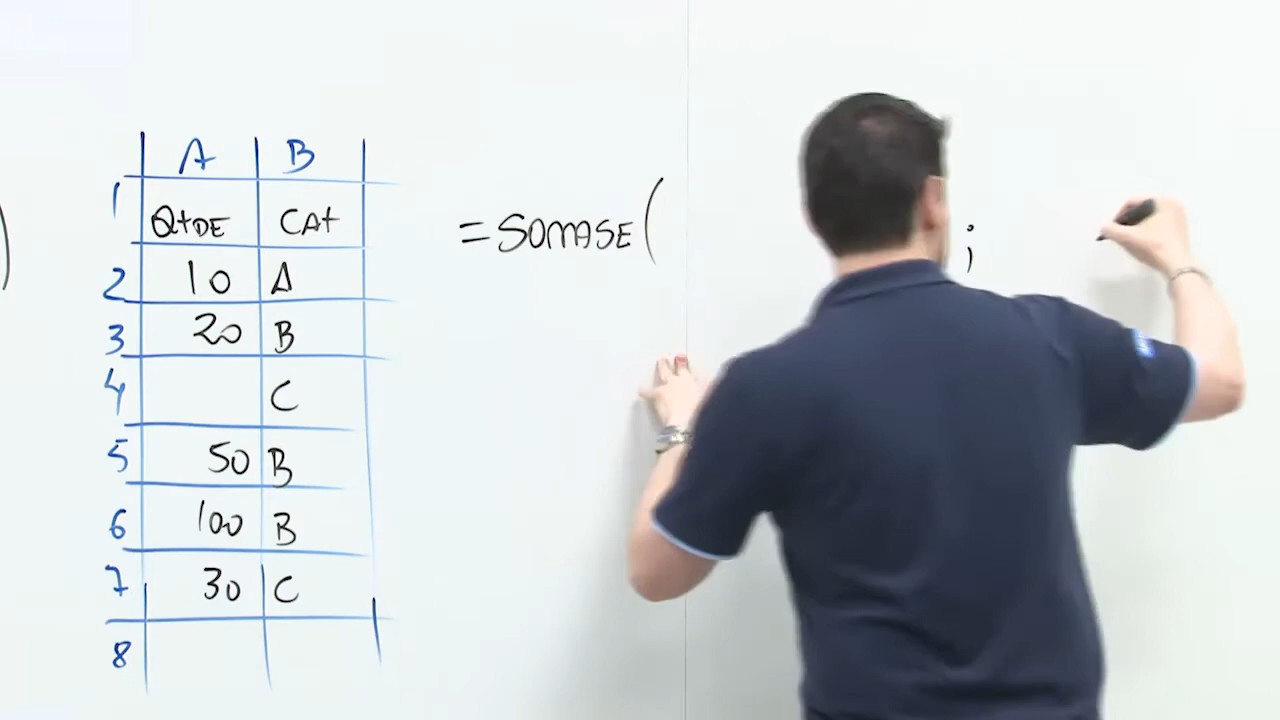 A B
1 QtDE CAt =SOMASE( ;
2 10 A
3 20 B
4 C
5 50 B
6 100 B
7 30 C
8
)